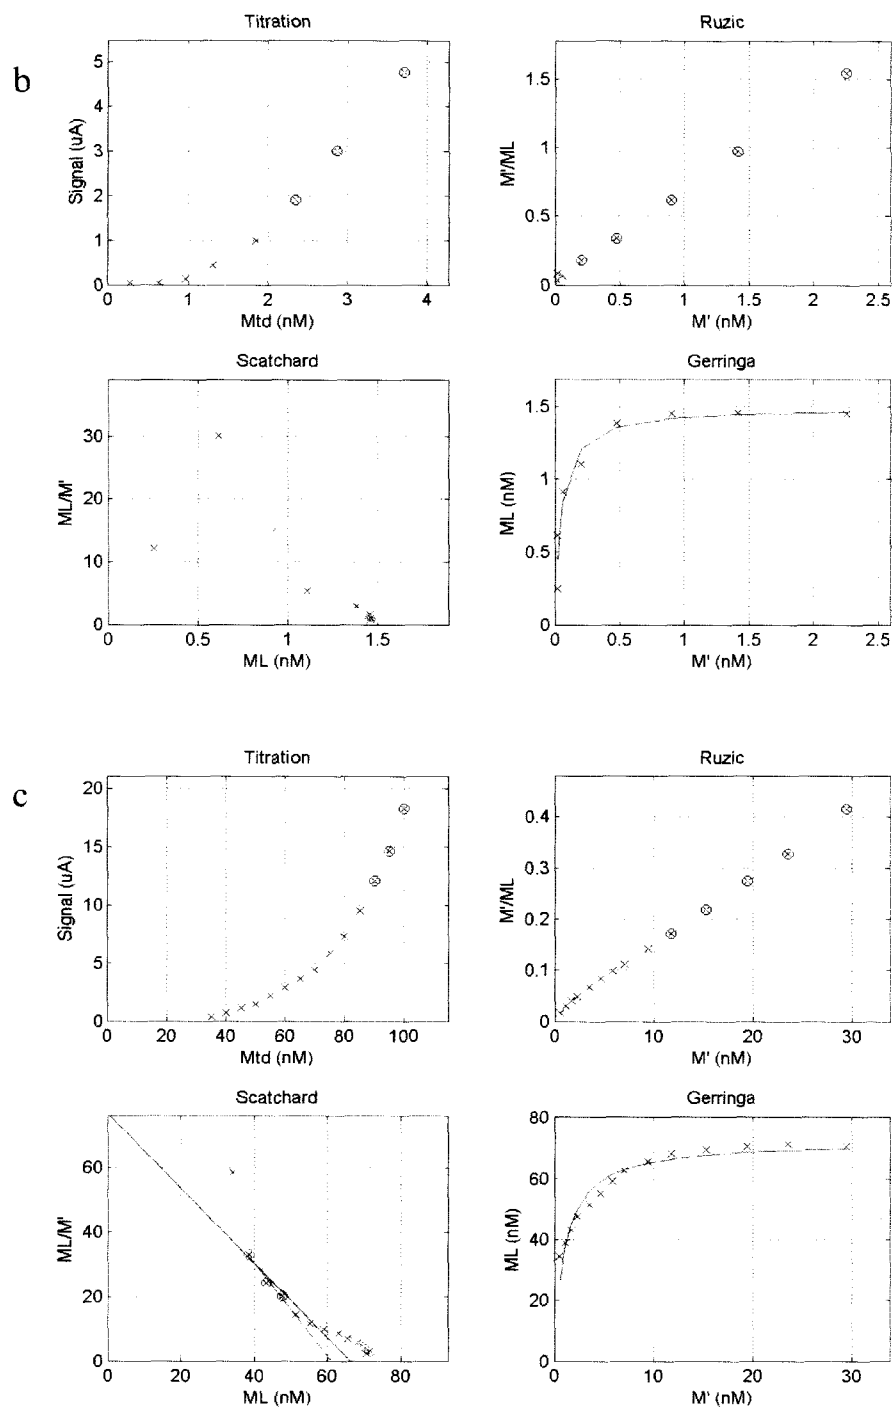 b
Titration
Signal (uA)
5
4
3
2
1
0
0 1 2 3 4
Mtd (nM)
Ruzic
M'/ML
1.5
1
0.5
0
0 0.5 1 1.5 2 2.5
M' (nM)
Scatchard
ML/M'
30
20
10
0
0 0.5 1 1.5
ML (nM)
Gerringa
ML (nM)
1.5
1
0.5
0
0 0.5 1 1.5 2 2.5
M' (nM)
c
Titration
Signal (uA)
20
15
10
5
0
0 20 40 60 80 100
Mtd (nM)
Ruzic
M'/ML
0.4
0.3
0.2
0.1
0
0 10 20 30
M' (nM)
Scatchard
ML/M'
60
40
20
0
0 20 40 60 80
ML (nM)
Gerringa
ML (nM)
80
60
40
20
0
0 10 20 30
M' (nM)